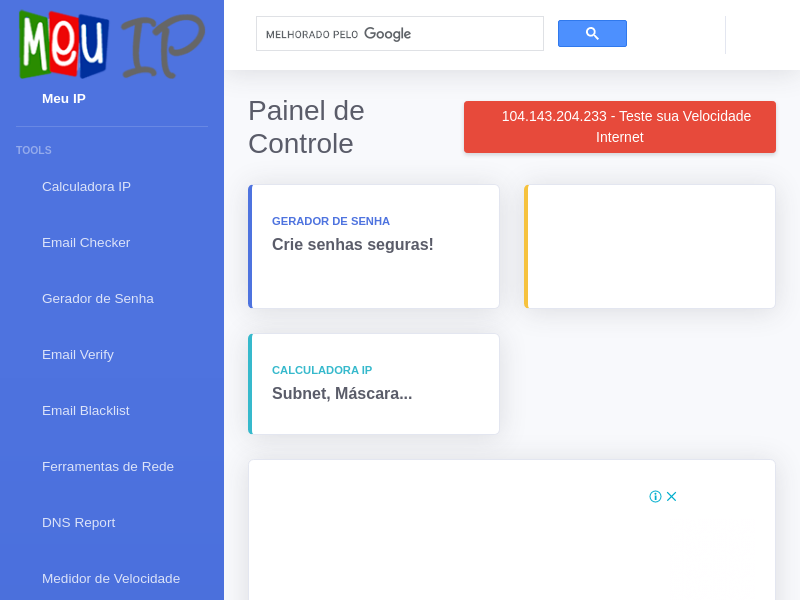 Meu IP
Meu IP
TOOLS
Calculadora IP
Email Checker
Gerador de Senha
Email Verify
Email Blacklist
Ferramentas de Rede
DNS Report
Medidor de Velocidade
MELHORADO PELO Google
Painel de
Controle
104.143.204.233 - Teste sua Velocidade
Internet
GERADOR DE SENHA
Crie senhas seguras!
CALCULADORA IP
Subnet, Máscara...